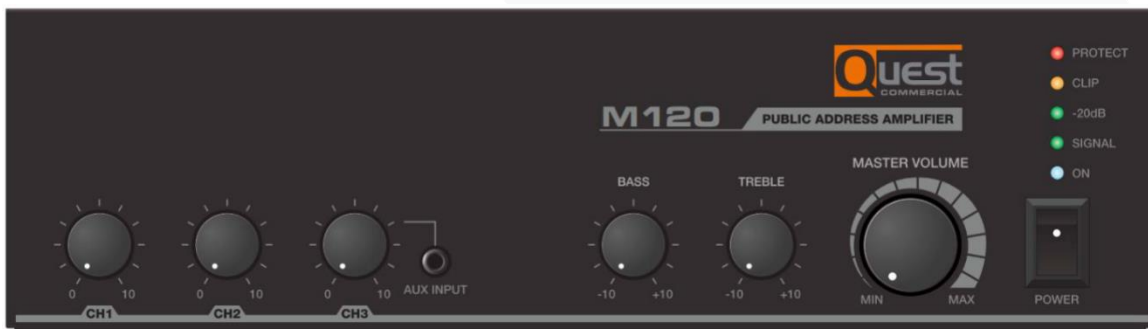 PROTECT
Quest
COMMERCIAL
CLIP
M120
PUBLIC ADDRESS AMPLIFIER
-20dB
SIGNAL
MASTER VOLUME
ON
BASS
TREBLE
AUX INPUT
0 10 0 10 0 10
-10 +10 -10 +10
MIN MAX
POWER
CH1 CH2 CH3